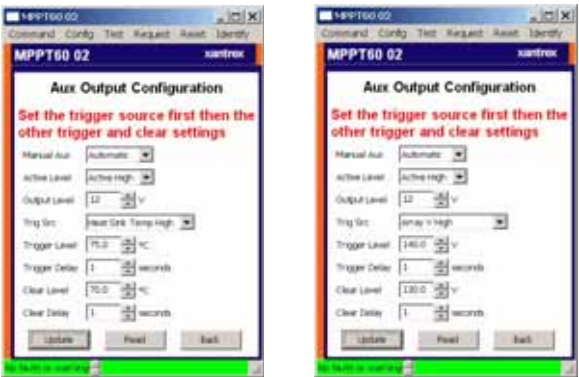 MPPT60 02
Command Config Test Request Reset Identify
MPPT60 02 xantrex
Aux Output Configuration
Set the trigger source first then the
other trigger and clear settings
Manual Aux Automatic
Active Level Active High
Output Level 12 V
Trig Src Heat Sink Temp High
Trigger Level 75.0 °C
Trigger Delay 1 seconds
Clear Level 70.0 °C
Clear Delay 1 seconds
Update Read Back
No faults or warnings
MPPT60 02
Command Config Test Request Reset Identify
MPPT60 02 xantrex
Aux Output Configuration
Set the trigger source first then the
other trigger and clear settings
Manual Aux Automatic
Active Level Active High
Output Level 12 V
Trig Src Array V High
Trigger Level 140.0 V
Trigger Delay 1 seconds
Clear Level 130.0 V
Clear Delay 1 seconds
Update Read Back
No faults or warnings